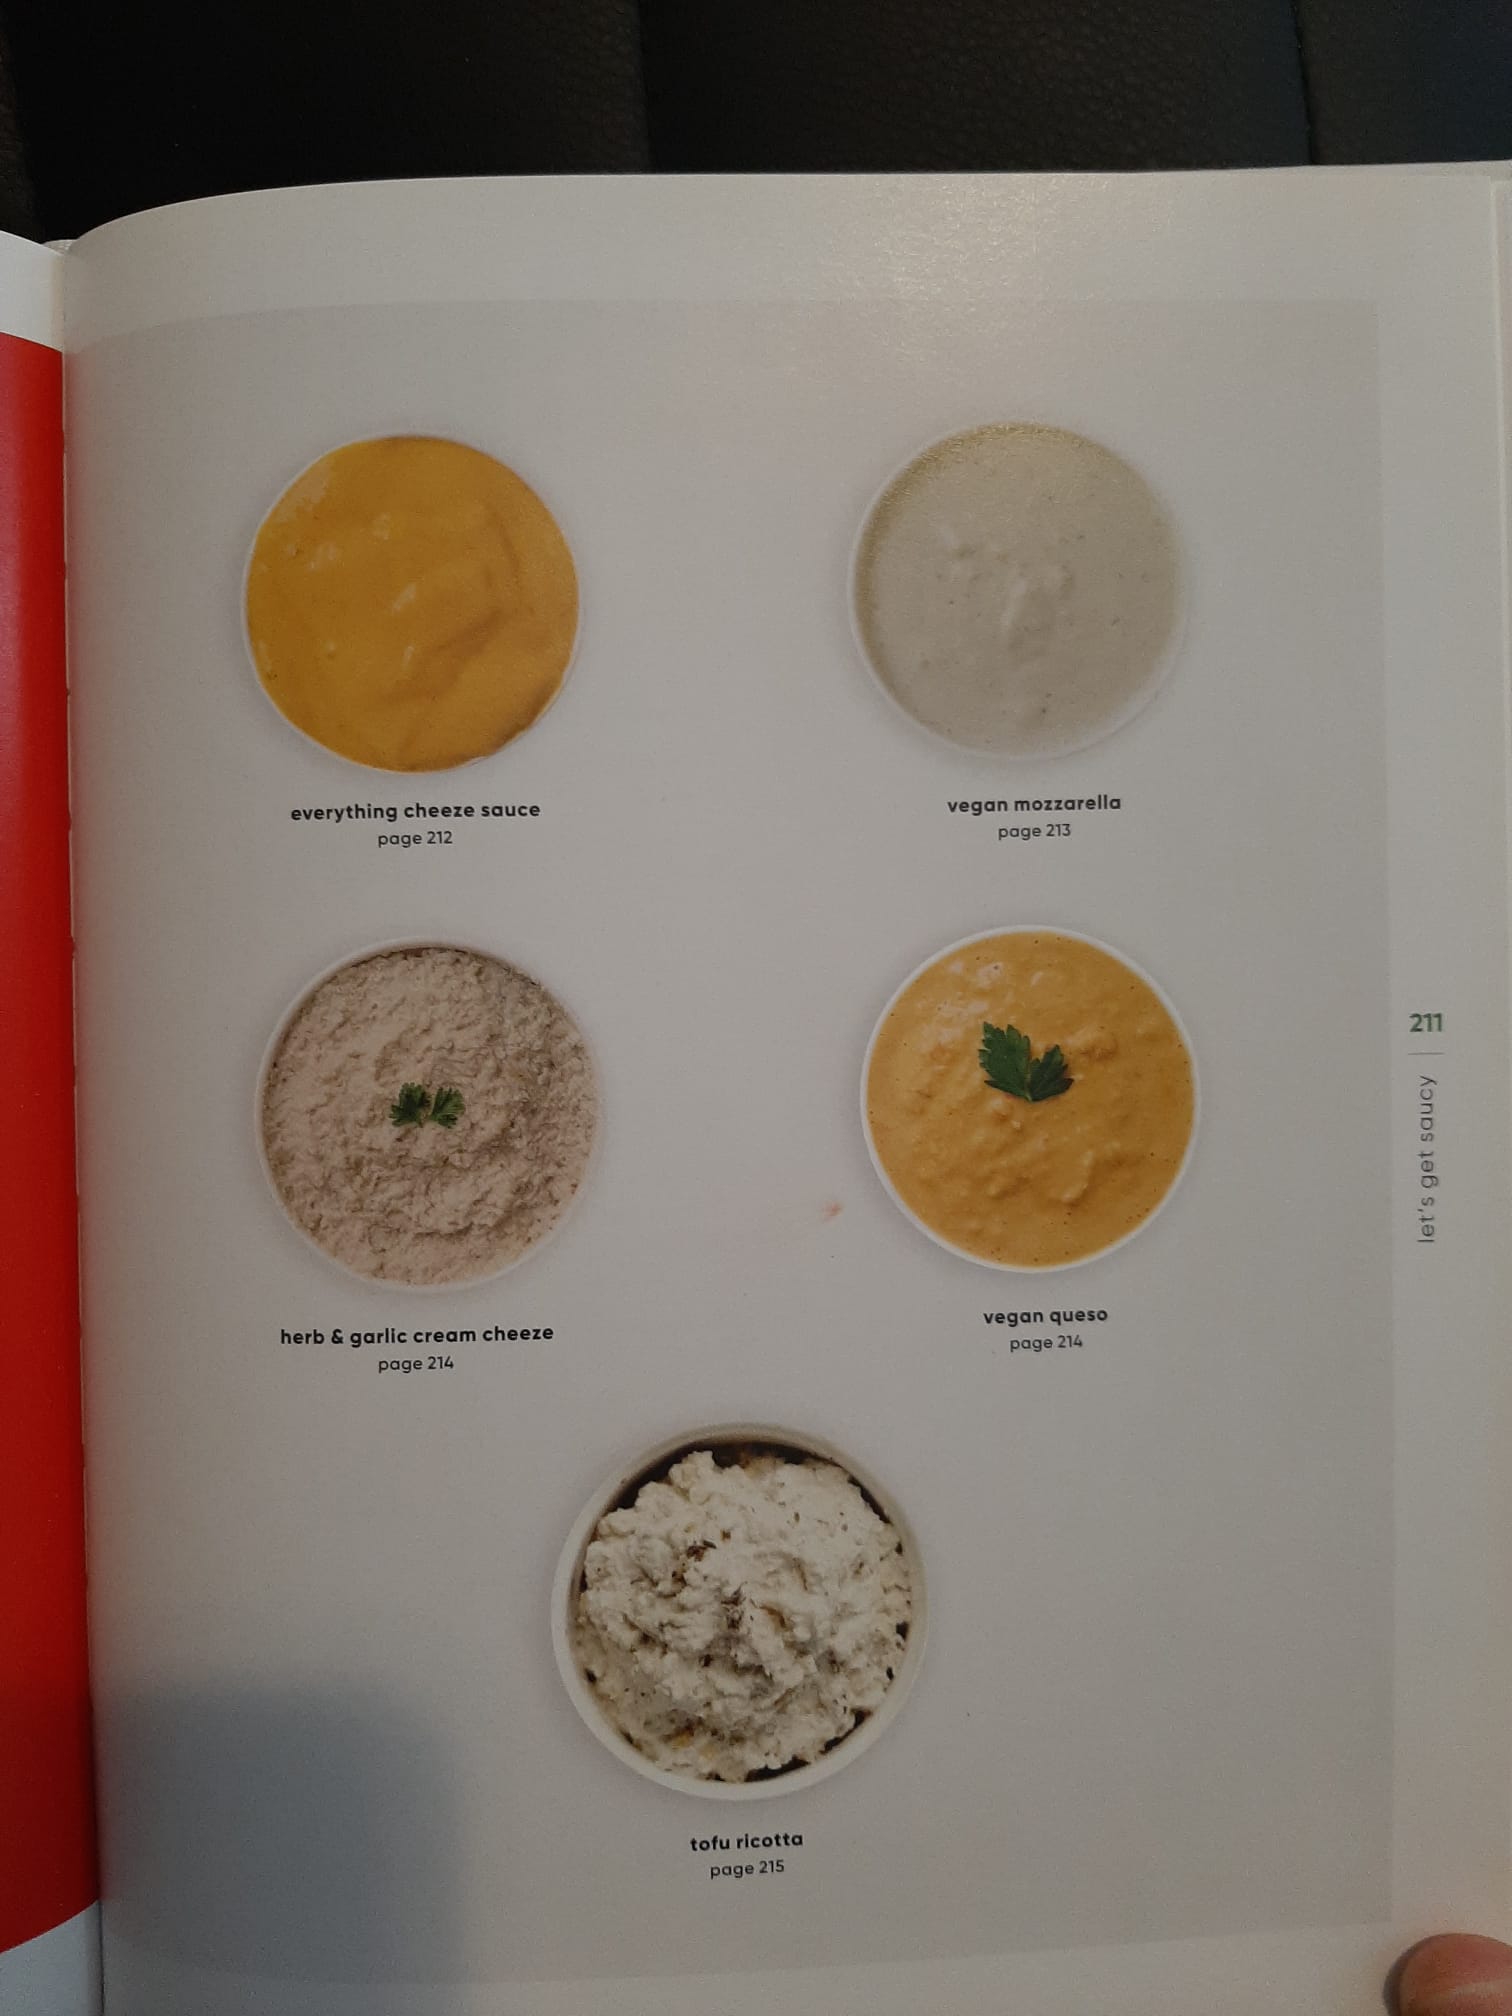 everything cheeze sauce
page 212
vegan mozzarella
page 213
herb & garlic cream cheeze
page 214
vegan queso
page 214
tofu ricotta
page 215
211 | let's get saucy